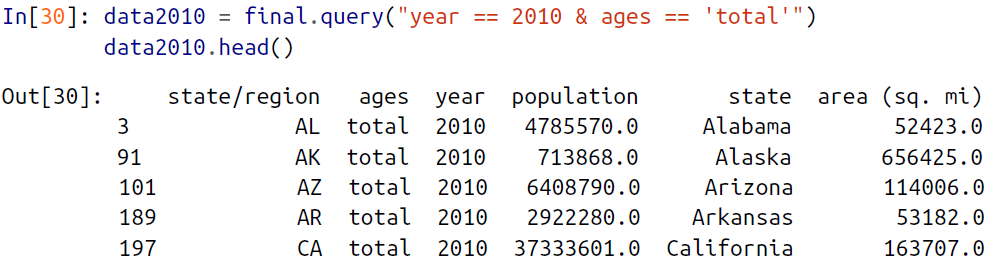 In[30]: data2010 = final.query("year == 2010 & ages == 'total'")
data2010.head()
Out[30]: state/region ages year population state area (sq. mi)
3 AL total 2010 4785570.0 Alabama 52423.0
91 AK total 2010 713868.0 Alaska 656425.0
101 AZ total 2010 6408790.0 Arizona 114006.0
189 AR total 2010 2922280.0 Arkansas 53182.0
197 CA total 2010 37333601.0 California 163707.0